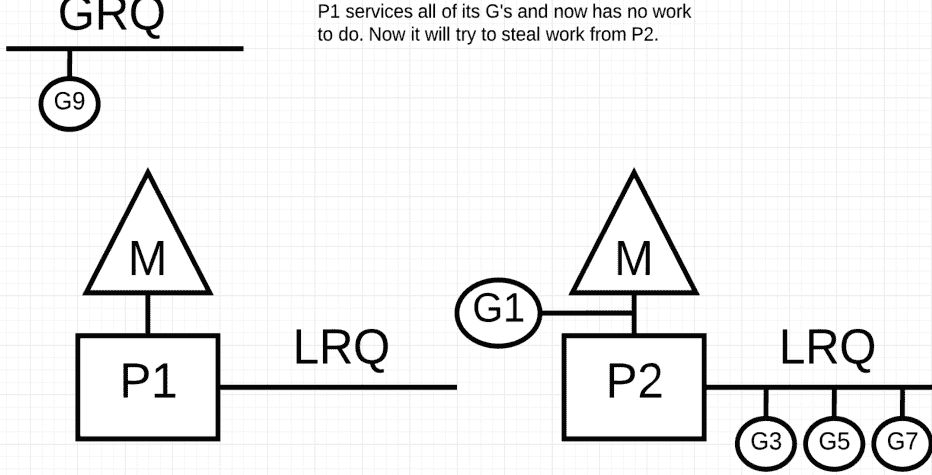 GRQ
P1 services all of its G's and now has no work
to do. Now it will try to steal work from P2.
G9
M
M
G1
LRQ
LRQ
P1
P2
G3 G5 G7